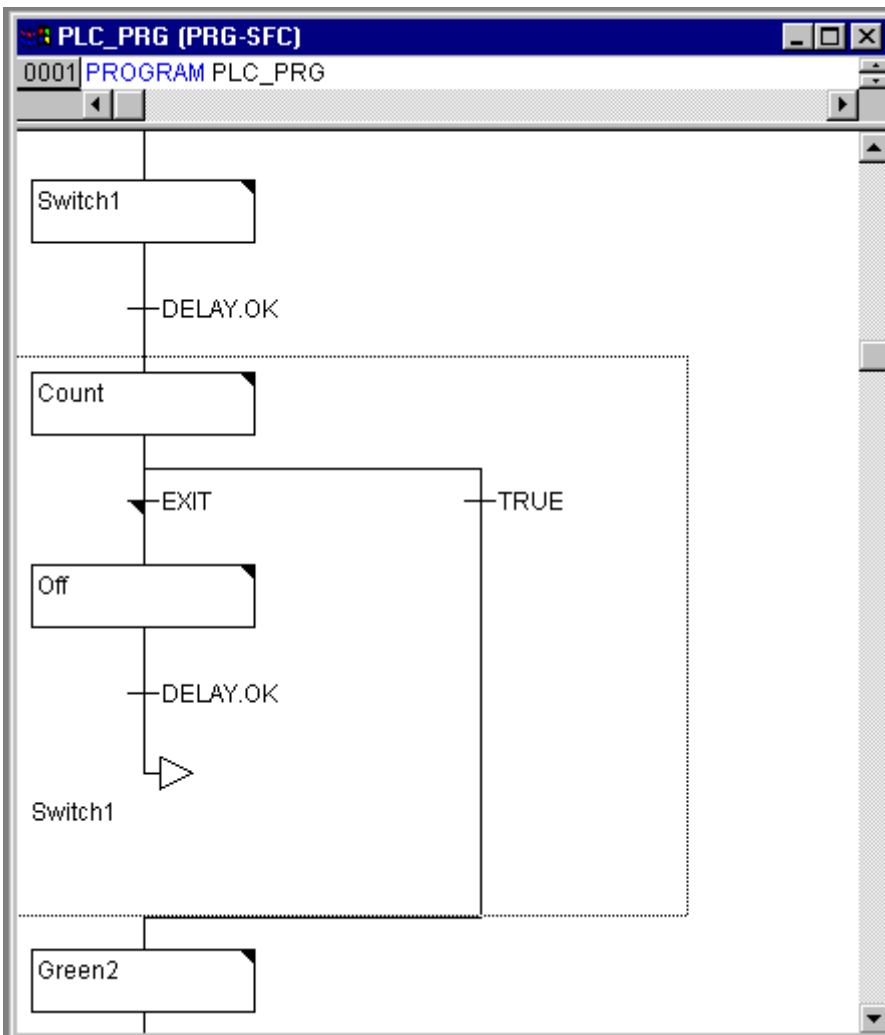 PLC_PRG (PRG-SFC)
0001 PROGRAM PLC_PRG
Switch1
DELAY.OK
Count
EXIT TRUE
Off
DELAY.OK
Switch1
Green2